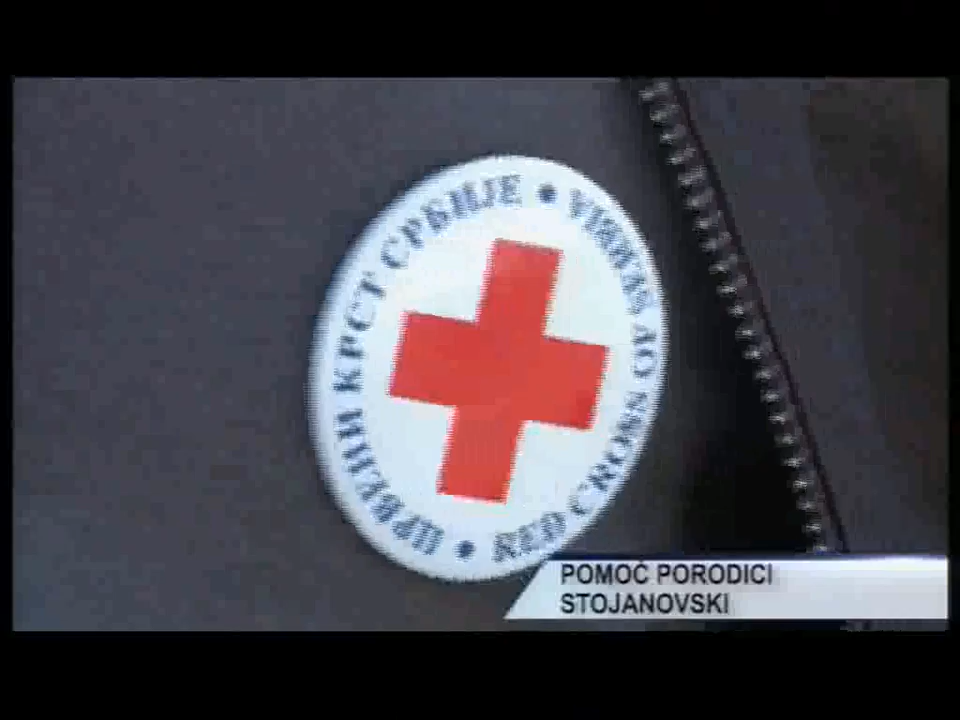 ЦРВЕНИ КРСТ СРБИЈЕ
RED CROSS OF SERBIA
POMOĆ PORODICI
STOJANOVSKI